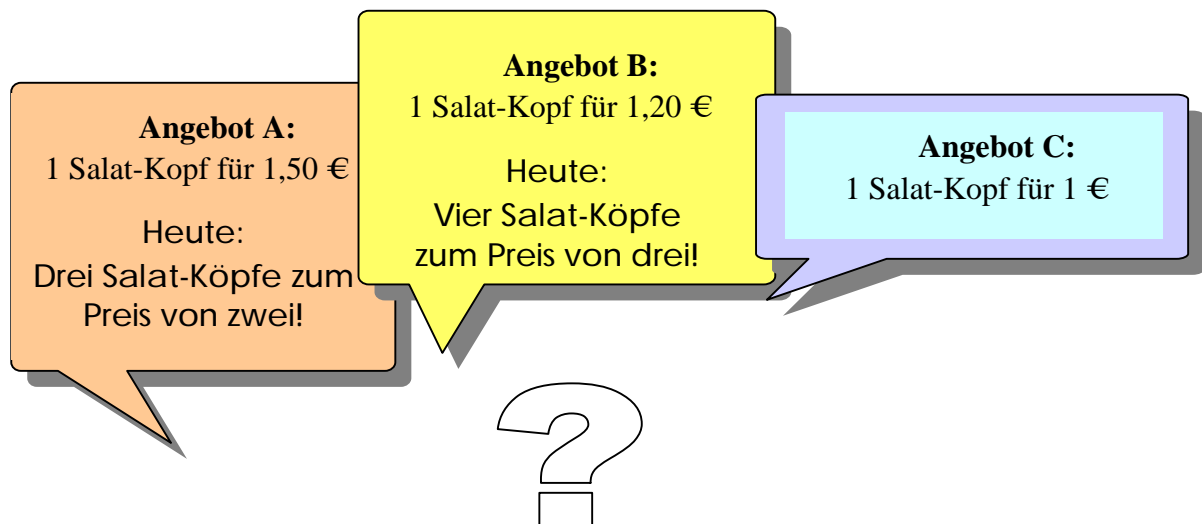 Angebot A:
1 Salat-Kopf für 1,50 €
Heute:
Drei Salat-Köpfe zum
Preis von zwei!
Angebot B:
1 Salat-Kopf für 1,20 €
Heute:
Vier Salat-Köpfe
zum Preis von drei!
Angebot C:
1 Salat-Kopf für 1 €
?